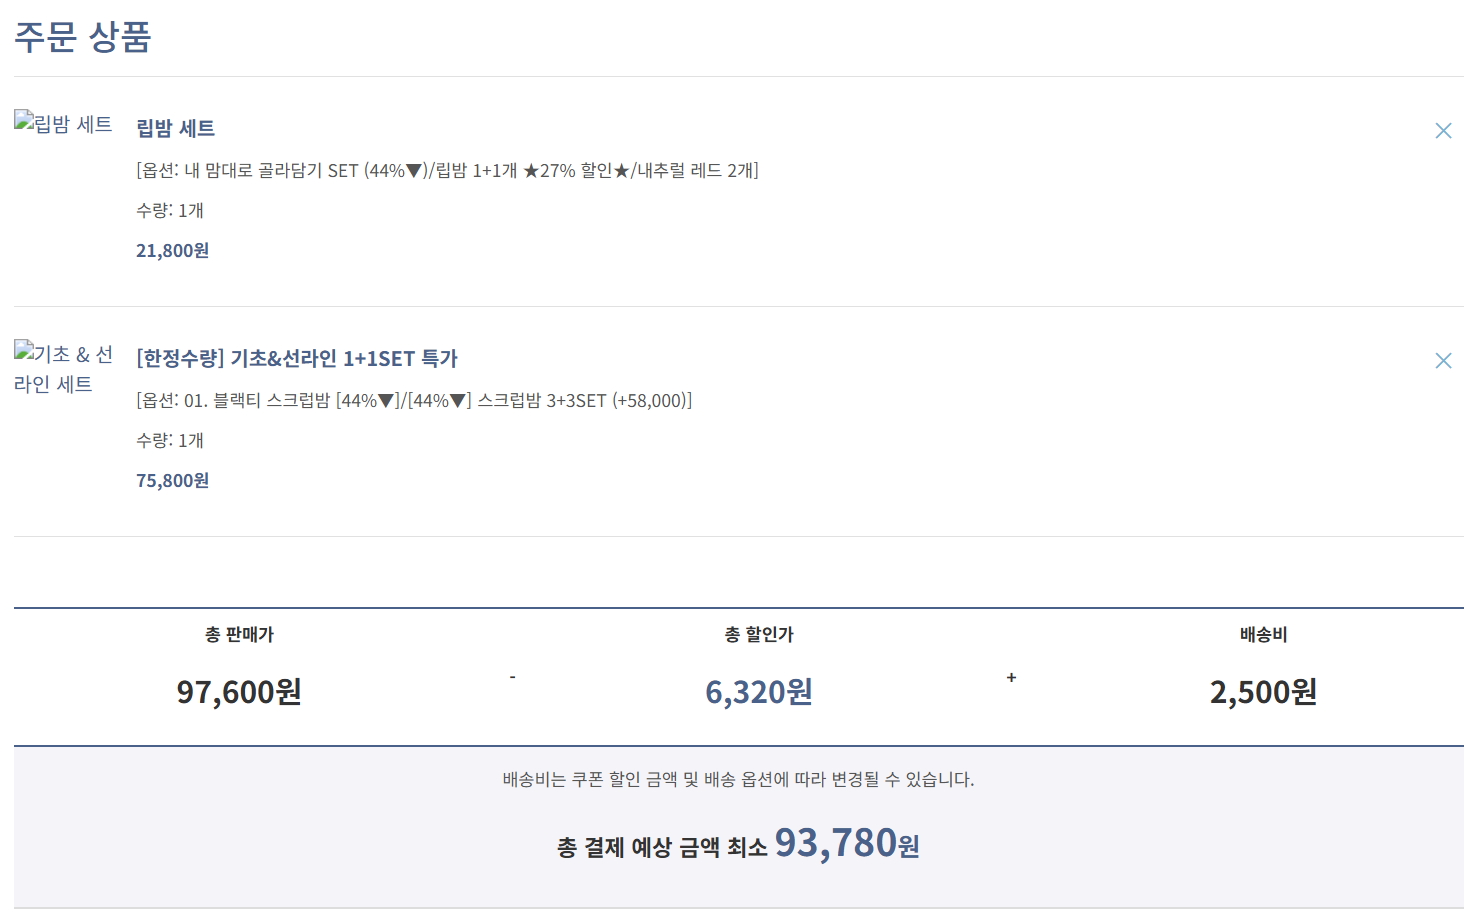 주문 상품
립밤 세트
립밤 세트
[옵션: 내 맘대로 골라담기 SET (44%▼)/립밤 1+1개 ★27% 할인★/내추럴 레드 2개]
수량: 1개
21,800원
기초 & 선
라인 세트
[한정수량] 기초&선라인 1+1SET 특가
[옵션: 01. 블랙티 스크럽밤 [44%▼]/[44%▼] 스크럽밤 3+3SET (+58,000)]
수량: 1개
75,800원
총 판매가
97,600원
-
총 할인가
6,320원
+
배송비
2,500원
배송비는 쿠폰 할인 금액 및 배송 옵션에 따라 변경될 수 있습니다.
총 결제 예상 금액 최소 93,780원